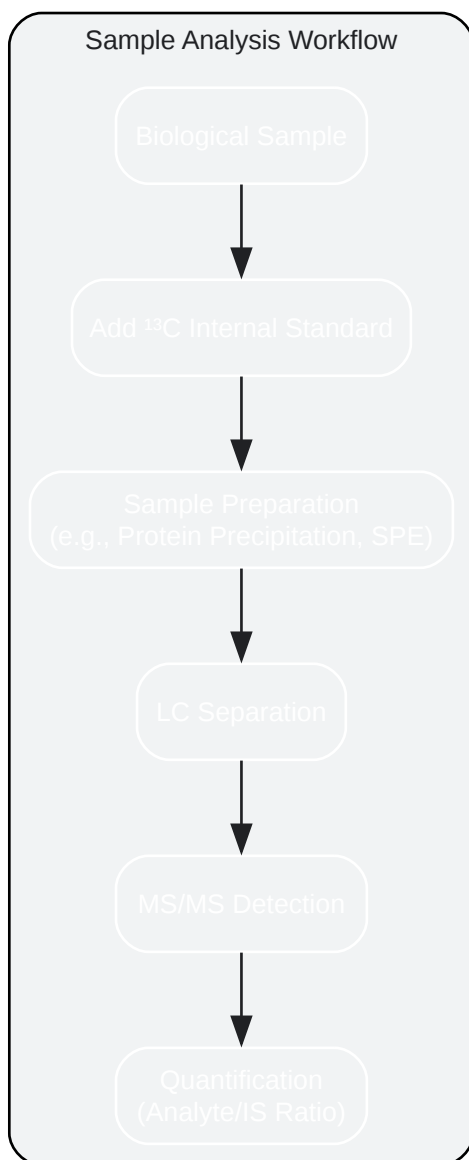 Sample Analysis Workflow
Biological Sample
Add ¹³C Internal Standard
Sample Preparation
(e.g., Protein Precipitation, SPE)
LC Separation
MS/MS Detection
Quantification
(Analyte/IS Ratio)